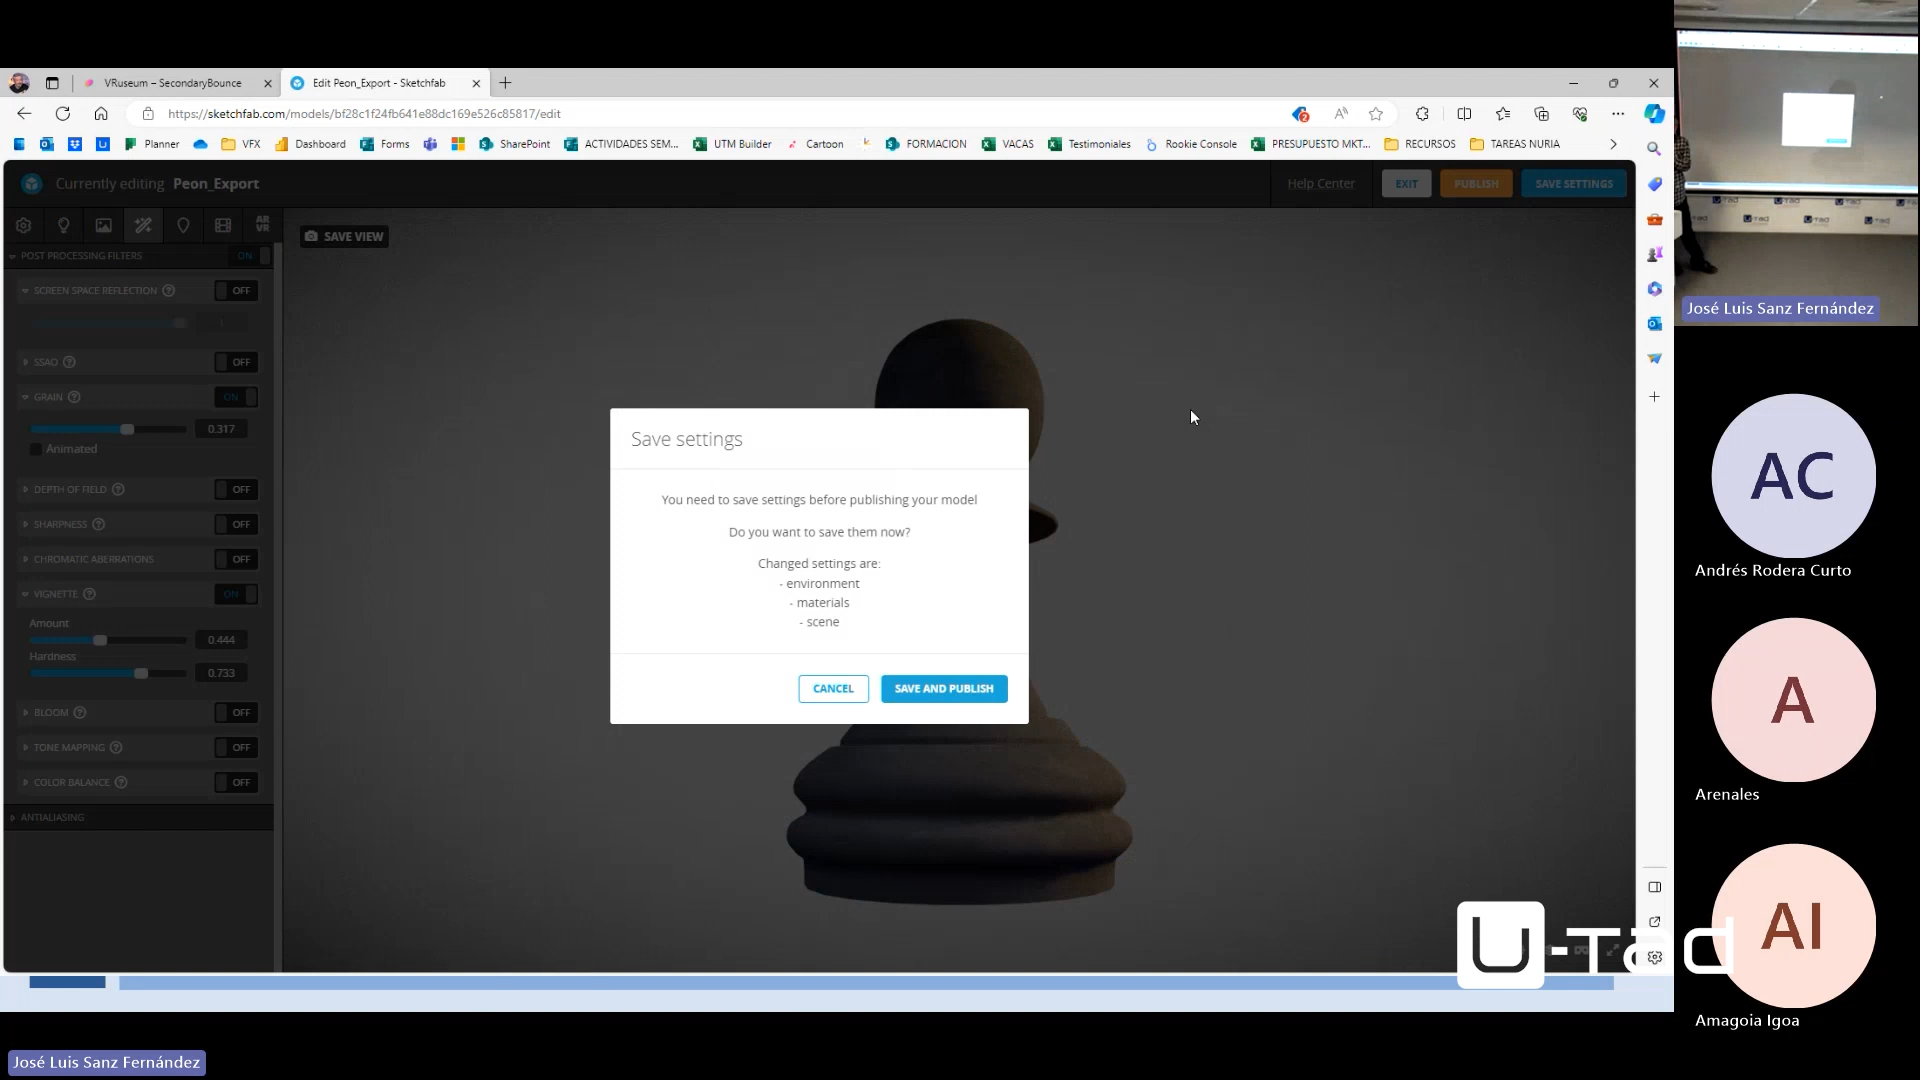 VRuseum – SecondaryBounce
Edit Peon_Export - Sketchfab
https://sketchfab.com/models/bf28c1f24fb641e88dc169e526c85817/edit
2
Planner
VFX
Dashboard
Forms
SharePoint
ACTIVIDADES SEM...
UTM Builder
Cartoon
FORMACION
VACAS
Testimoniales
Rookie Console
PRESUPUESTO MKT...
RECURSOS
TAREAS NURIA
Currently editing Peon_Export
Help Center
EXIT
PUBLISH
SAVE SETTINGS
AR
VR
SAVE VIEW
POST PROCESSING FILTERS ON
SCREEN SPACE REFLECTION ? OFF
1
SSAO ? OFF
GRAIN ? ON
0.317
Animated
DEPTH OF FIELD ? OFF
SHARPNESS ? OFF
CHROMATIC ABERRATIONS OFF
VIGNETTE ? ON
Amount
0.444
Hardness
0.733
BLOOM ? OFF
TONE MAPPING ? OFF
COLOR BALANCE ? OFF
ANTIALIASING
Save settings
You need to save settings before publishing your model
Do you want to save them now?
Changed settings are:
- environment
- materials
- scene
CANCEL
SAVE AND PUBLISH
José Luis Sanz Fernández
AC
Andrés Rodera Curto
A
Arenales
AI
Amagoia Igoa
U-Tad
José Luis Sanz Fernández